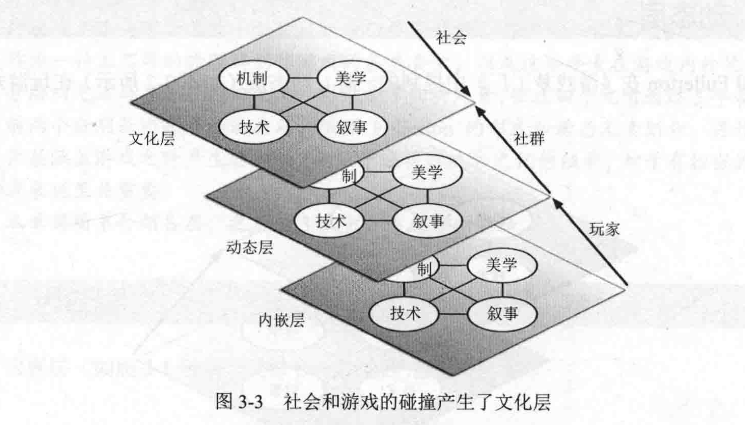 社会
机制
美学
技术
叙事
文化层
社群
制
美学
技术
叙事
动态层
玩家
制
美学
技术
叙事
内嵌层
图 3-3 社会和游戏的碰撞产生了文化层